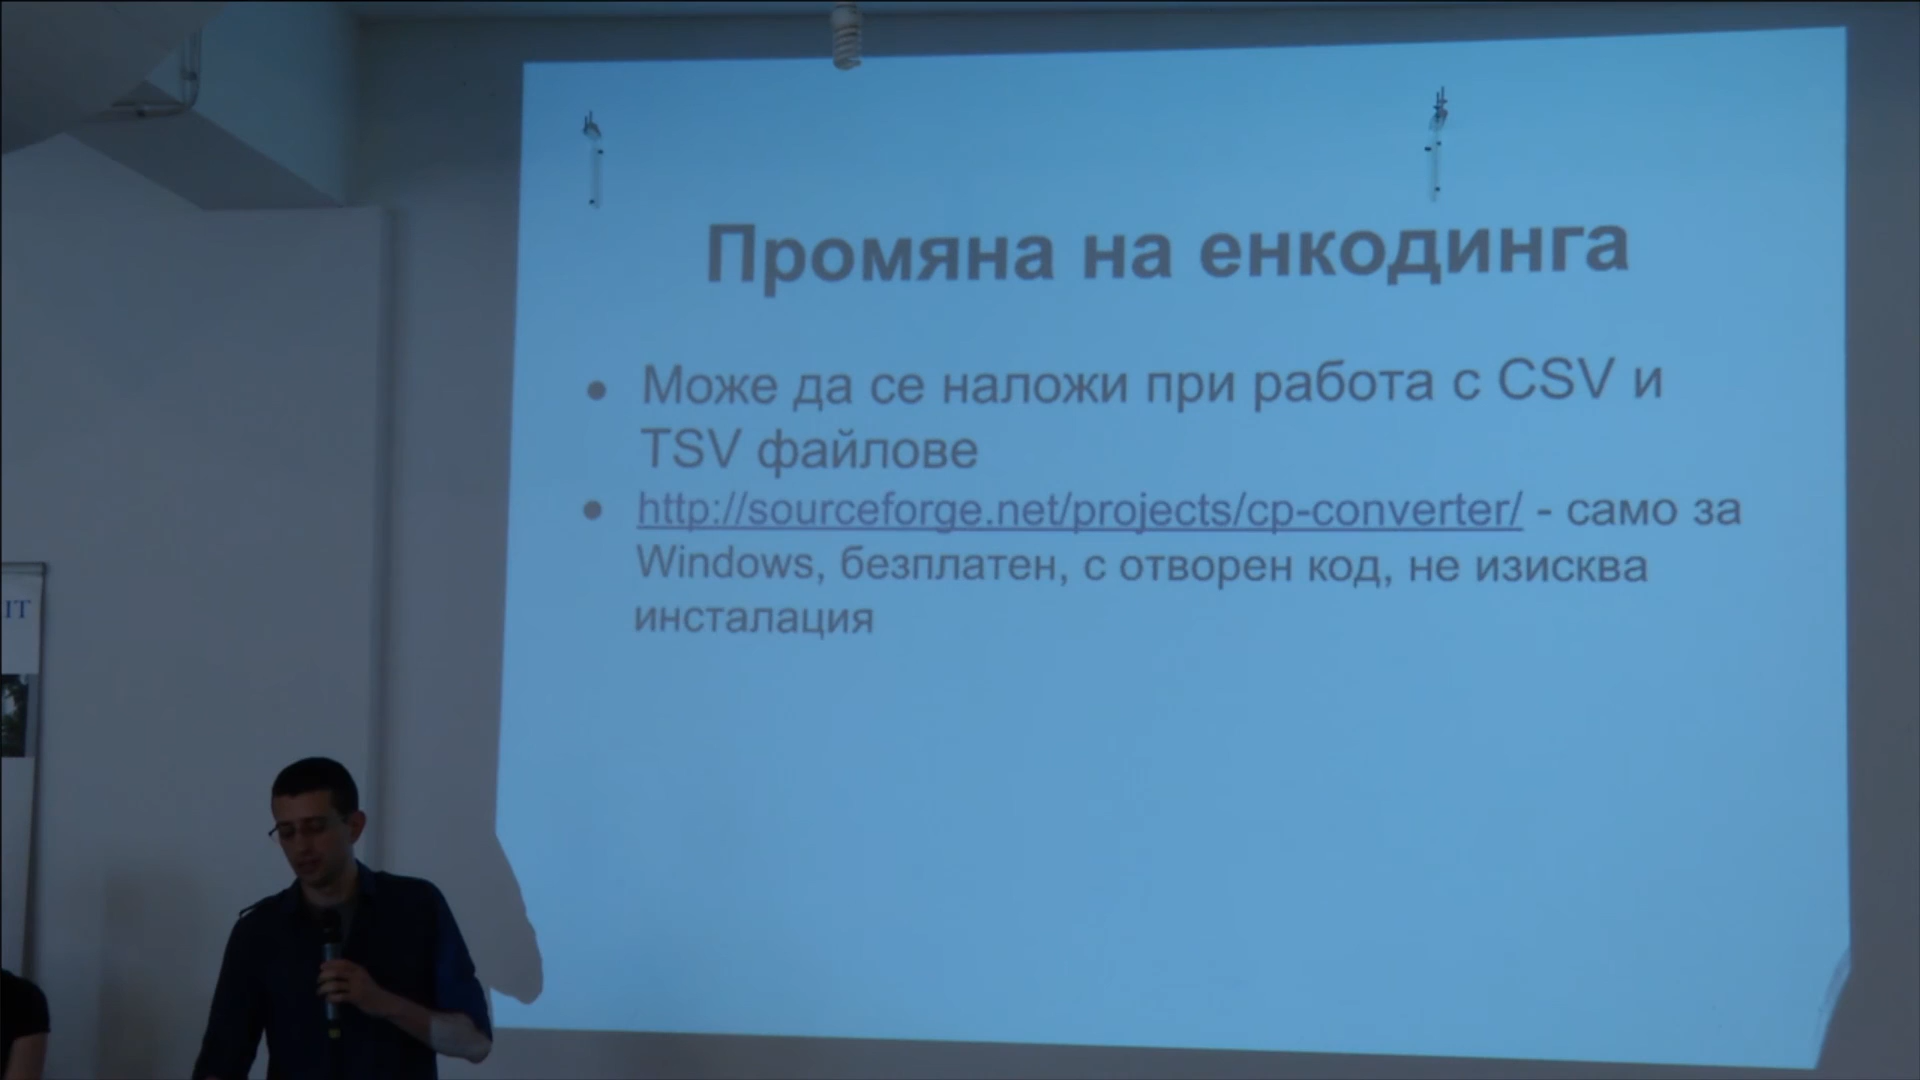 Промяна на енкодинга
● Може да се наложи при работа с CSV и
TSV файлове
● http://sourceforge.net/projects/cp-converter/ - само за
Windows, безплатен, с отворен код, не изисква
инсталация
IT